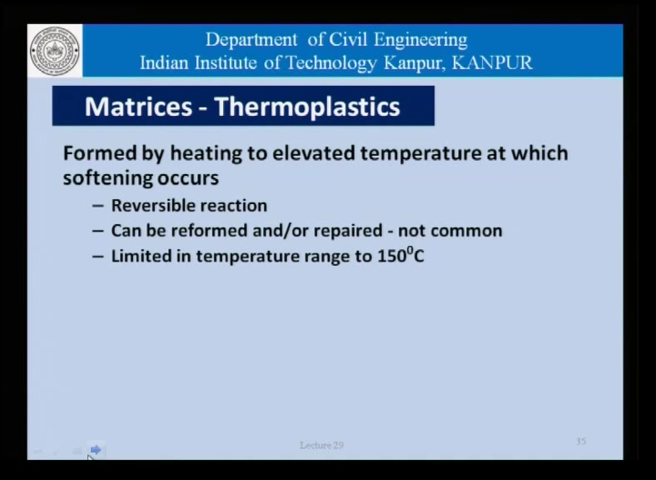 Department of Civil Engineering
Indian Institute of Technology Kanpur, KANPUR
Matrices - Thermoplastics
Formed by heating to elevated temperature at which
softening occurs
– Reversible reaction
– Can be reformed and/or repaired - not common
– Limited in temperature range to 150⁰C
Lecture 29
35